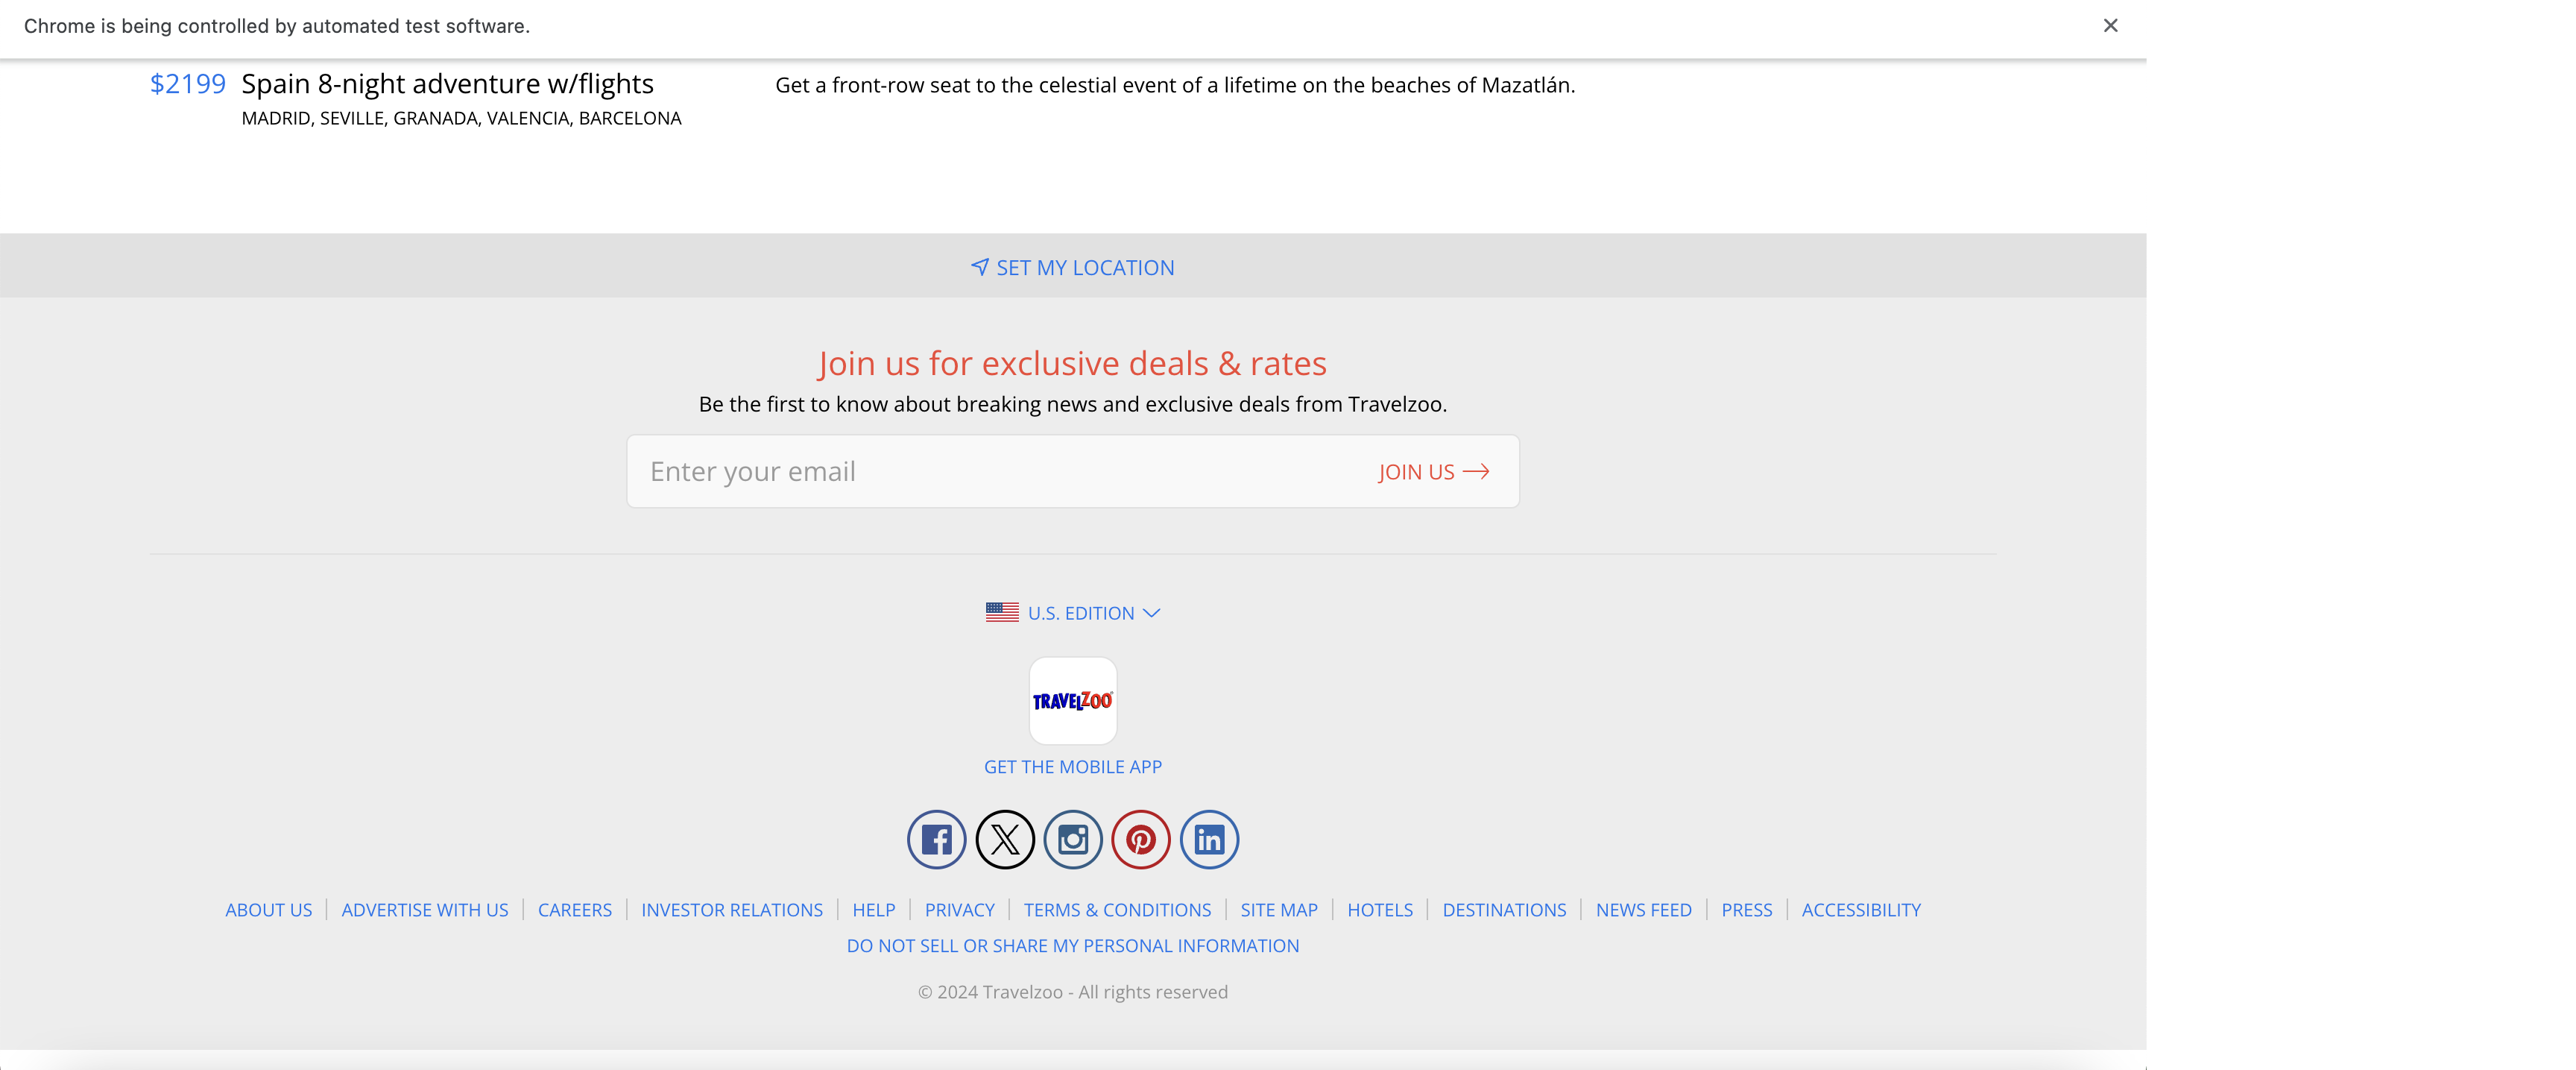 Chrome is being controlled by automated test software.
$2199 Spain 8-night adventure w/flights
MADRID, SEVILLE, GRANADA, VALENCIA, BARCELONA
Get a front-row seat to the celestial event of a lifetime on the beaches of Mazatlán.
SET MY LOCATION
Join us for exclusive deals & rates
Be the first to know about breaking news and exclusive deals from Travelzoo.
Enter your email JOIN US
U.S. EDITION
TRAVELZOO
GET THE MOBILE APP
ABOUT US ADVERTISE WITH US CAREERS INVESTOR RELATIONS HELP PRIVACY TERMS & CONDITIONS SITE MAP HOTELS DESTINATIONS NEWS FEED PRESS ACCESSIBILITY
DO NOT SELL OR SHARE MY PERSONAL INFORMATION
© 2024 Travelzoo - All rights reserved